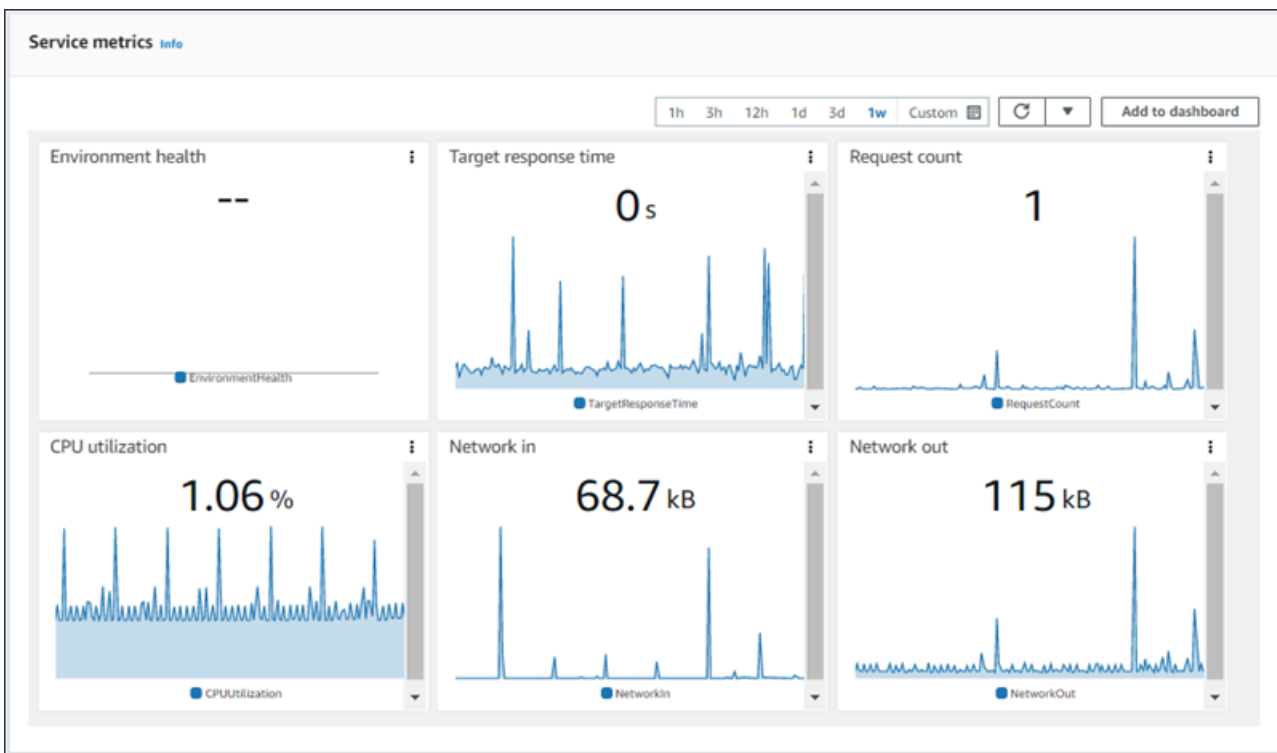 Service metrics Info
1h 3h 12h 1d 3d 1w Custom
Add to dashboard
Environment health
--
EnvironmentHealth
Target response time
0 s
TargetResponseTime
Request count
1
RequestCount
CPU utilization
1.06 %
CPUUtilization
Network in
68.7 kB
NetworkIn
Network out
115 kB
NetworkOut